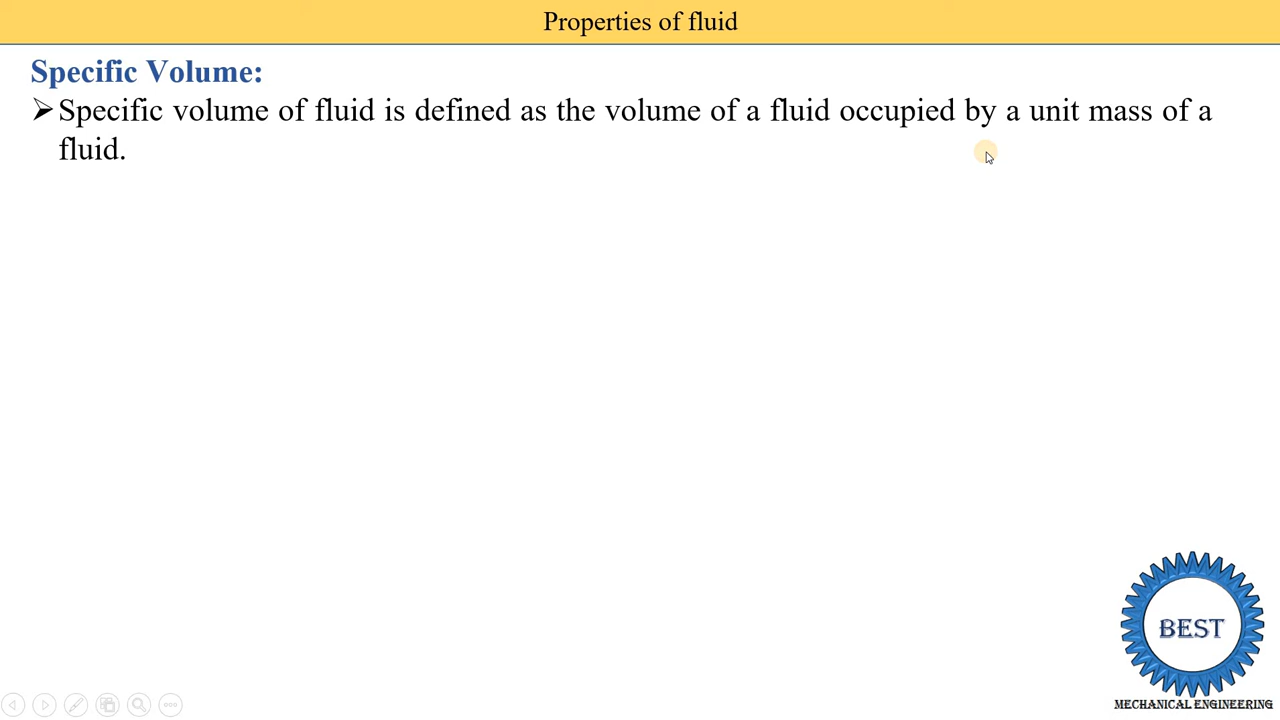 Properties of fluid
Specific Volume:
➢Specific volume of fluid is defined as the volume of a fluid occupied by a unit mass of a
fluid.
BEST
MECHANICAL ENGINEERING